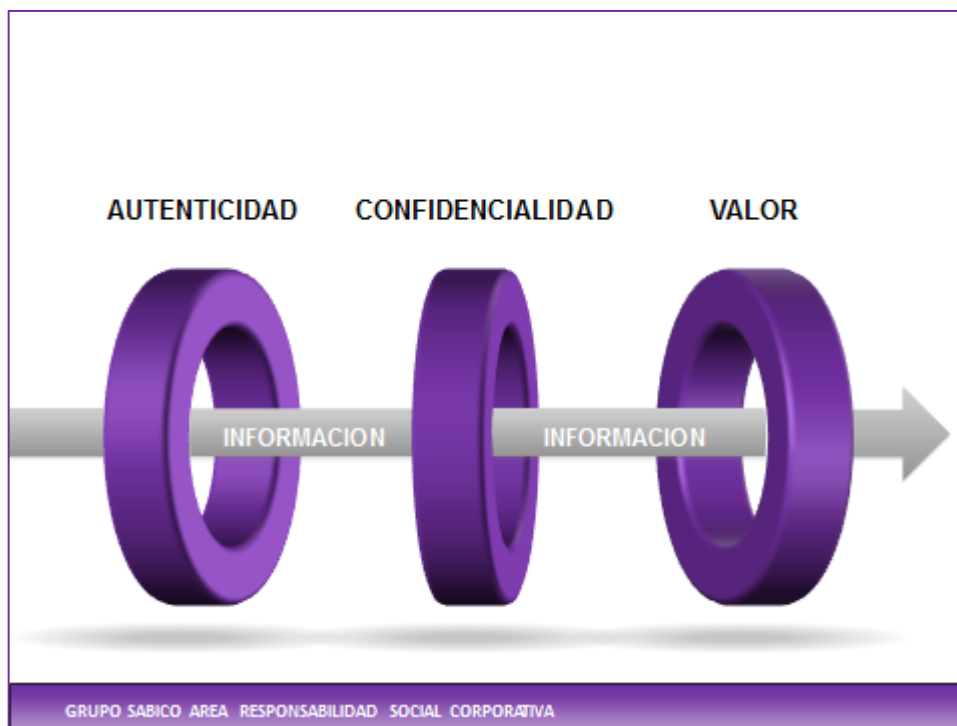 AUTENTICIDAD CONFIDENCIALIDAD VALOR
INFORMACION INFORMACION
GRUPO SABICO AREA RESPONSABILIDAD SOCIAL CORPORATIVA